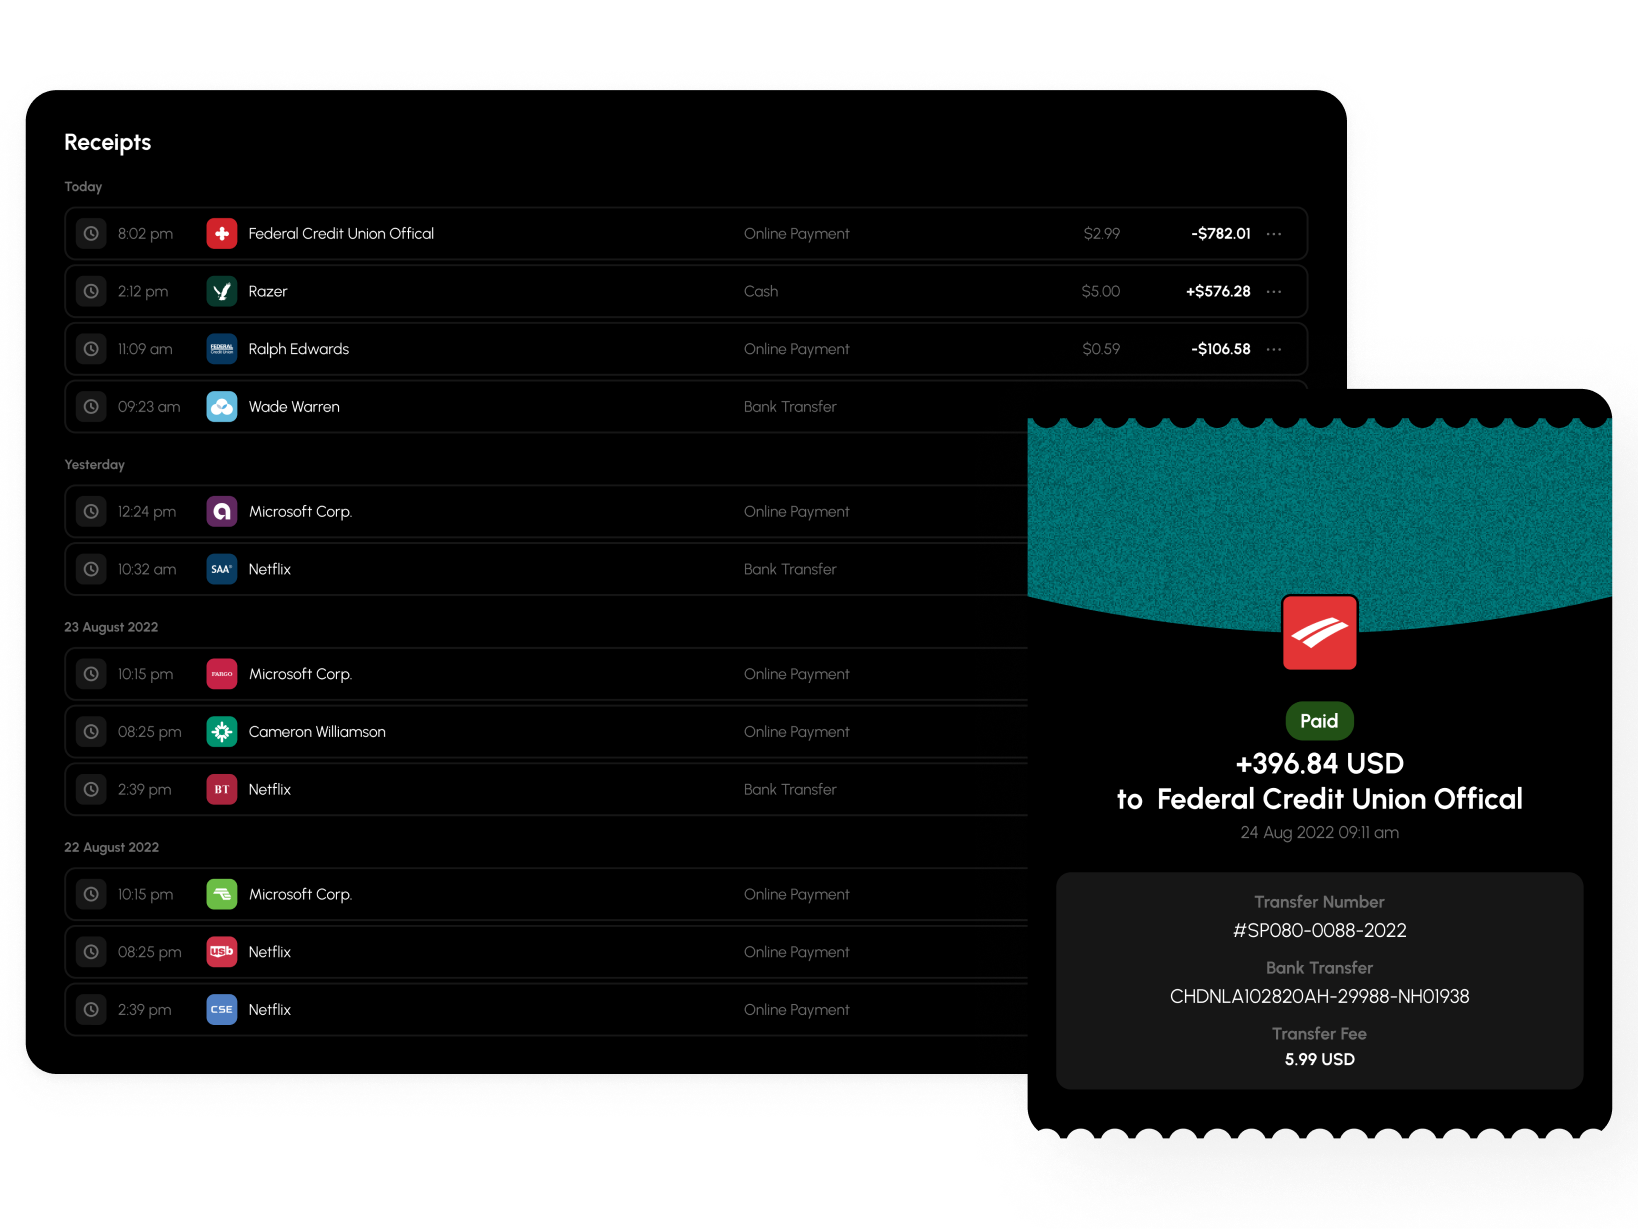 Receipts
Today
8:02 pm Federal Credit Union Offical Online Payment $2.99 -$782.01
2:12 pm Razer Cash $5.00 +$576.28
11:09 am FEDERAL Credit Union Ralph Edwards Online Payment $0.59 -$106.58
09:23 am Wade Warren Bank Transfer
Yesterday
12:24 pm a Microsoft Corp. Online Payment
10:32 am SAA Netflix Bank Transfer
23 August 2022
10:15 pm FARGO Microsoft Corp. Online Payment
08:25 pm Cameron Williamson Online Payment
2:39 pm BT Netflix Bank Transfer
22 August 2022
10:15 pm Microsoft Corp. Online Payment
08:25 pm usb Netflix Online Payment
2:39 pm CSE Netflix Online Payment
Paid
+396.84 USD
to Federal Credit Union Offical
24 Aug 2022 09:11 am
Transfer Number
#SP080-0088-2022
Bank Transfer
CHDNLA102820AH-29988-NH01938
Transfer Fee
5.99 USD